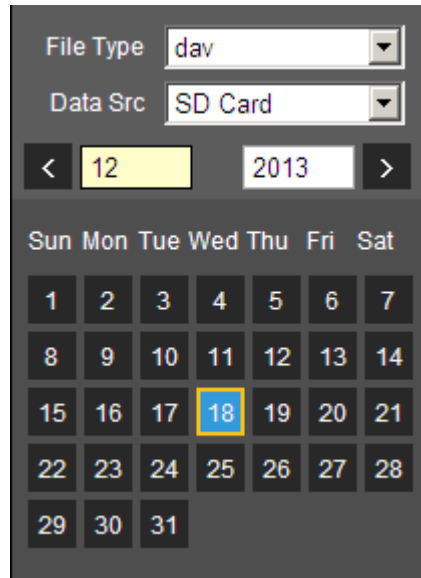 File Type dav
Data Src SD Card
< 12 2013 >
Sun Mon Tue Wed Thu Fri Sat
1 2 3 4 5 6 7
8 9 10 11 12 13 14
15 16 17 18 19 20 21
22 23 24 25 26 27 28
29 30 31